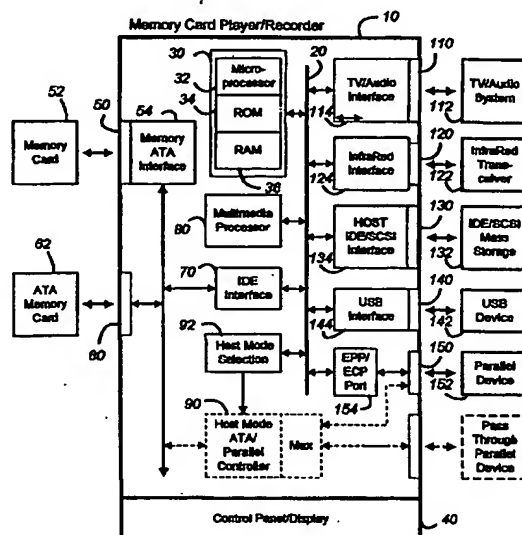 Memory Card Player/Recorder
10
30
20
110
32
Micro-
processor
34
ROM
RAM
36
TV/Audio
Interface
114
TV/Audio
System
112
52
50
54
Memory
Card
Memory
ATA
Interface
120
InfraRed
Interface
124
InfraRed
Trans-
ceiver
122
80
Multimedia
Processor
130
HOST
IDE/SCSI
Interface
134
IDE/SCSI
Mass
Storage
132
62
ATA
Memory
Card
60
70
IDE
Interface
140
USB
Interface
144
USB
Device
142
92
Host Mode
Selection
150
EPP/
ECP
Port
154
Parallel
Device
152
90
Host Mode
ATA/
Parallel
Controller
Mux
Pass
Through
Parallel
Device
Control Panel/Display
40